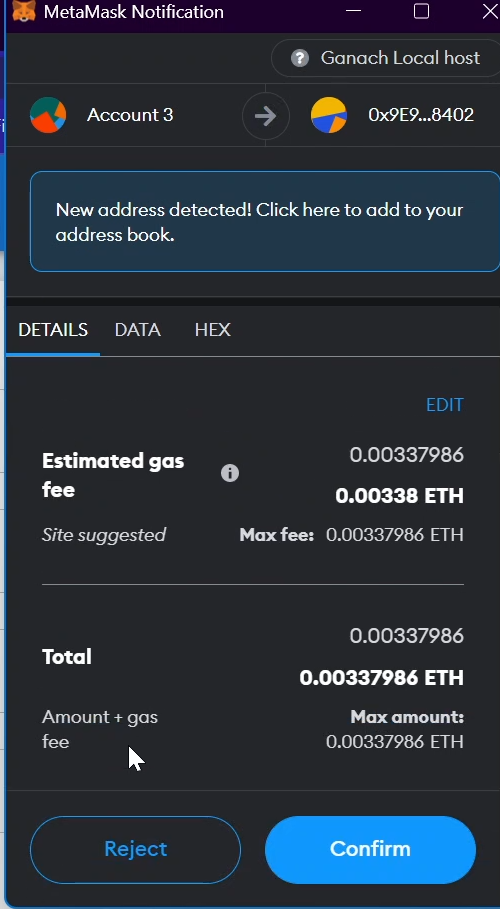 MetaMask Notification
Ganach Local host
Account 3
0x9E9...8402
New address detected! Click here to add to your
address book.
DETAILS DATA HEX
EDIT
Estimated gas
fee
0.00337986
0.00338 ETH
Site suggested
Max fee: 0.00337986 ETH
Total
0.00337986
0.00337986 ETH
Amount + gas
fee
Max amount:
0.00337986 ETH
Reject
Confirm